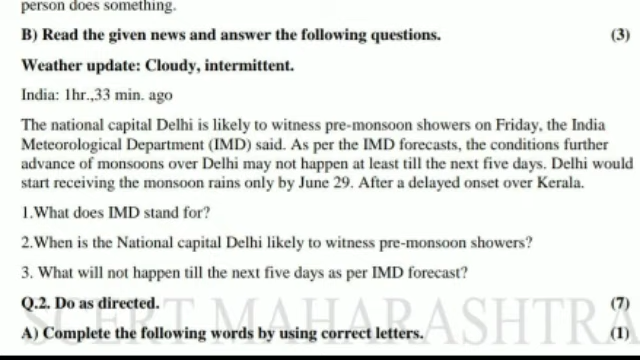 person does something.
B) Read the given news and answer the following questions. (3)
Weather update: Cloudy, intermittent.
India: 1hr.,33 min. ago
The national capital Delhi is likely to witness pre-monsoon showers on Friday, the India
Meteorological Department (IMD) said. As per the IMD forecasts, the conditions further
advance of monsoons over Delhi may not happen at least till the next five days. Delhi would
start receiving the monsoon rains only by June 29. After a delayed onset over Kerala.
1.What does IMD stand for?
2.When is the National capital Delhi likely to witness pre-monsoon showers?
3. What will not happen till the next five days as per IMD forecast?
Q.2. Do as directed. (7)
SCERT MAHARASHTRA
A) Complete the following words by using correct letters. (1)